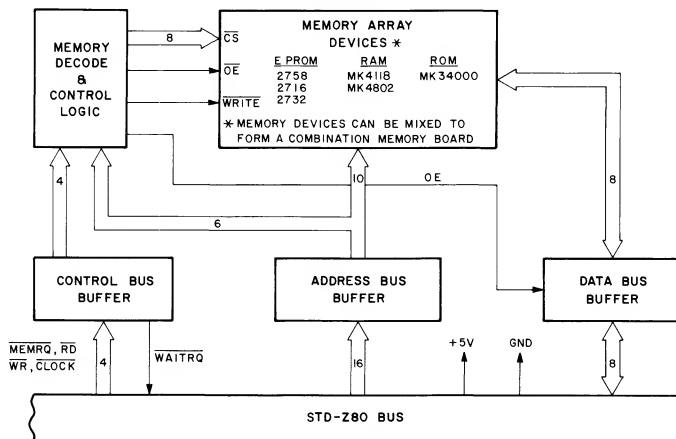 MEMORY
DECODE
&
CONTROL
LOGIC
8
CS
OE
WRITE
MEMORY ARRAY
DEVICES *
E PROM RAM ROM
2758 MK4118 MK34000
2716 MK4802
2732
* MEMORY DEVICES CAN BE MIXED TO
FORM A COMBINATION MEMORY BOARD
4
10
OE
8
6
CONTROL BUS
BUFFER
ADDRESS BUS
BUFFER
DATA BUS
BUFFER
MEMRQ, RD
WR, CLOCK
4
WAITRQ
16
+5V
GND
8
STD-Z80 BUS